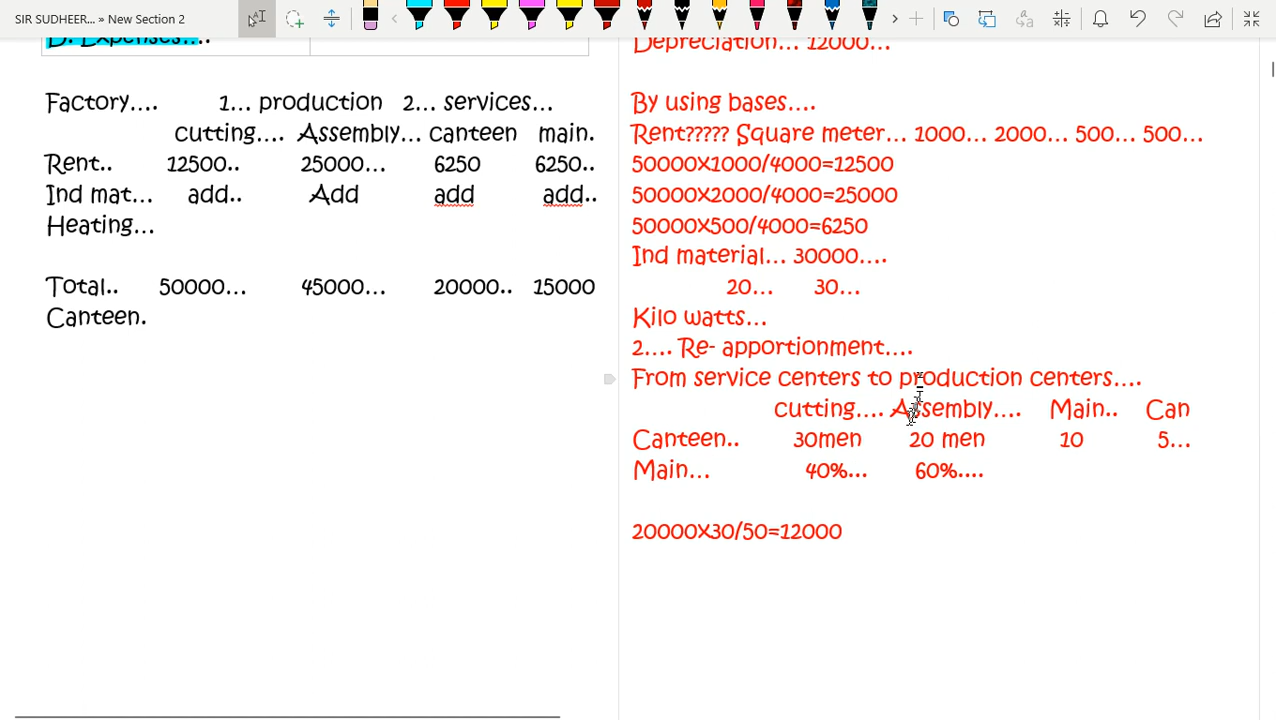 SIR SUDHEER... » New Section 2
B. Expenses....
Factory.... 1... production 2... services...
cutting.... Assembly... canteen main.
Rent.. 12500.. 25000... 6250 6250..
Ind mat... add.. Add add add..
Heating...
Total.. 50000... 45000... 20000.. 15000
Canteen.
Depreciation... 12000...
By using bases....
Rent????? Square meter... 1000... 2000... 500... 500...
50000X1000/4000=12500
50000X2000/4000=25000
50000X500/4000=6250
Ind material... 30000....
20... 30...
Kilo watts...
2.... Re- apportionment....
From service centers to production centers....
cutting.... Assembly.... Main.. Can
Canteen.. 30men 20 men 10 5...
Main... 40%... 60%....
20000X30/50=12000